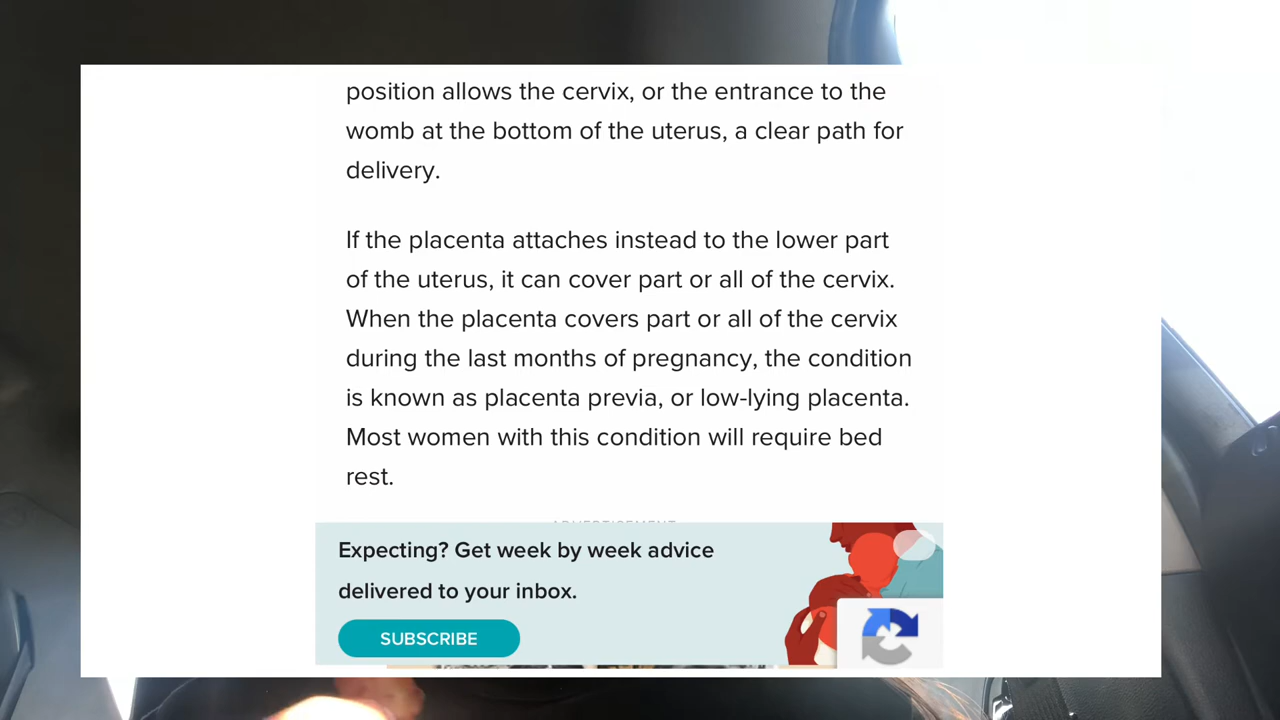 position allows the cervix, or the entrance to the
womb at the bottom of the uterus, a clear path for
delivery.
If the placenta attaches instead to the lower part
of the uterus, it can cover part or all of the cervix.
When the placenta covers part or all of the cervix
during the last months of pregnancy, the condition
is known as placenta previa, or low-lying placenta.
Most women with this condition will require bed
rest.
ADVERTISEMENT
Expecting? Get week by week advice
delivered to your inbox.
SUBSCRIBE